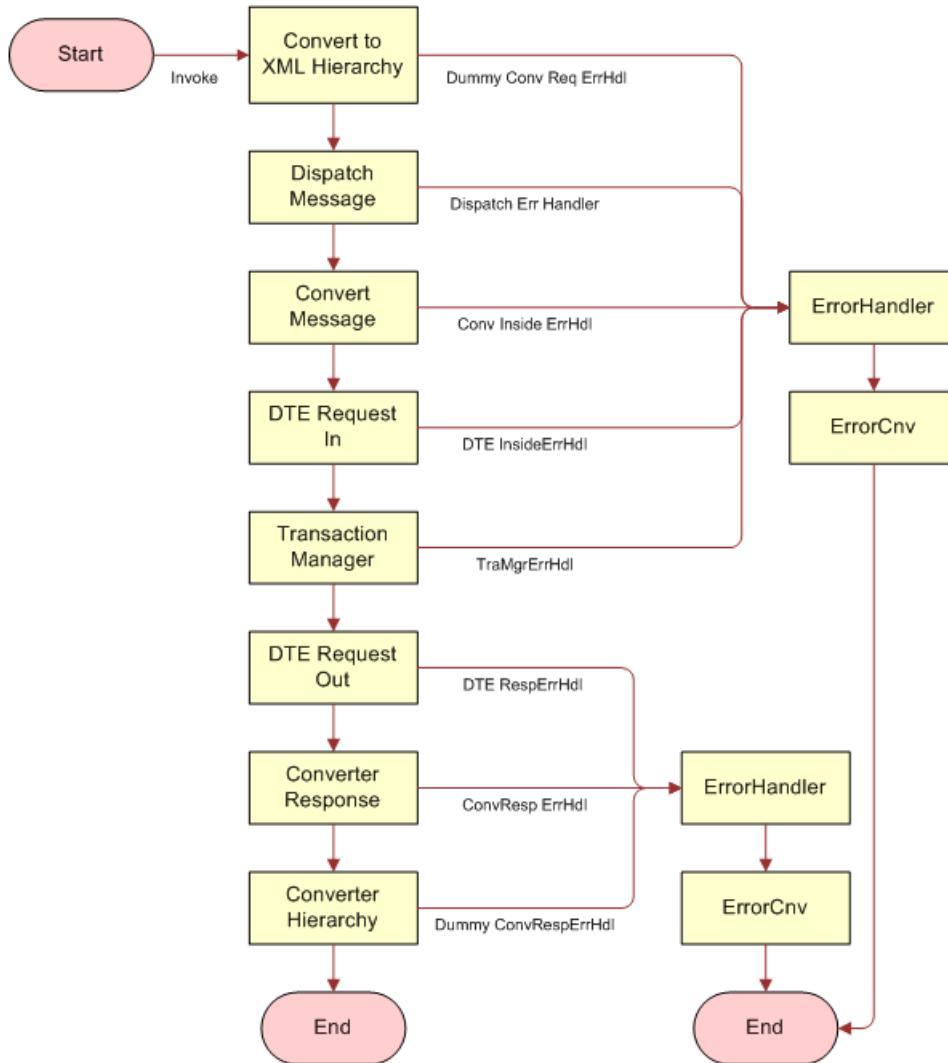 Start
Invoke
Convert to
XML Hierarchy
Dummy Conv Req ErrHdl
Dispatch
Message
Dispatch Err Handler
Convert
Message
Conv Inside ErrHdl
ErrorHandler
DTE Request
In
DTE InsideErrHdl
ErrorCnv
Transaction
Manager
TraMgrErrHdl
DTE Request
Out
DTE RespErrHdl
Converter
Response
ConvResp ErrHdl
ErrorHandler
Converter
Hierarchy
Dummy ConvRespErrHdl
ErrorCnv
End
End